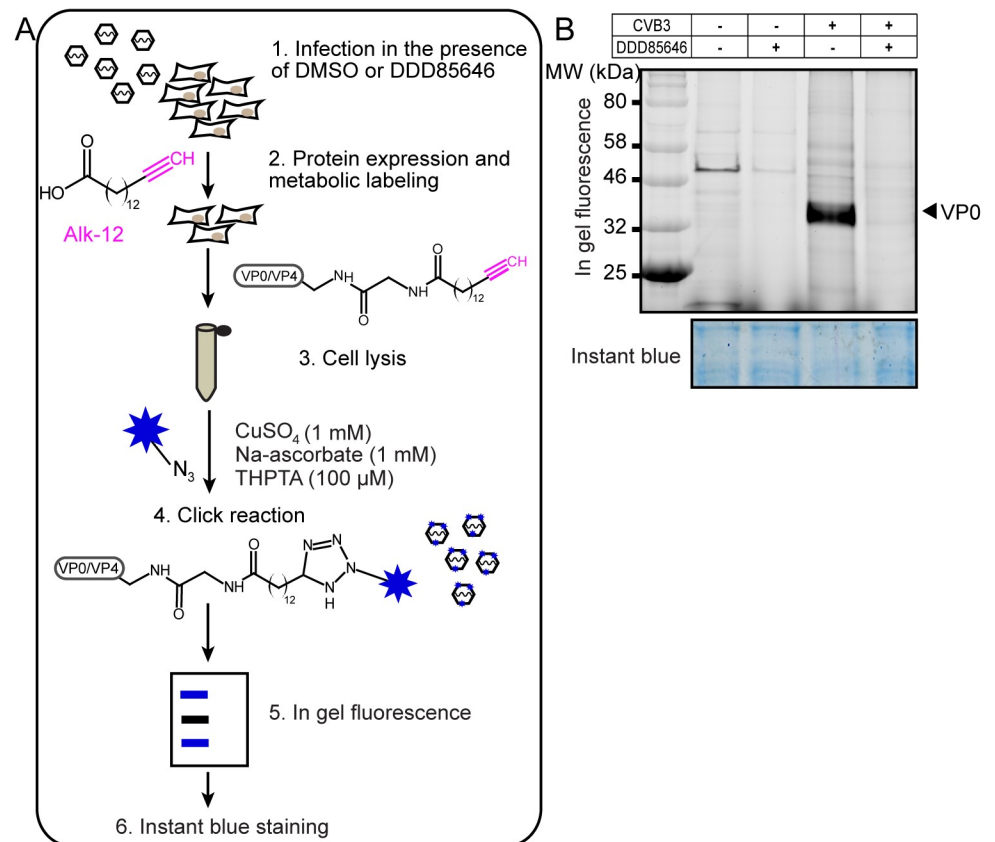 A
1. Infection in the presence
of DMSO or DDD85646
O
HO
CH
12
Alk-12
2. Protein expression and
metabolic labeling
VP0/VP4
NH
O
NH
O
12
CH
3. Cell lysis
N3
CuSO4 (1 mM)
Na-ascorbate (1 mM)
THPTA (100 µM)
4. Click reaction
VP0/VP4
NH
O
NH
O
12
N
N
N
N
H
5. In gel fluorescence
6. Instant blue staining
B
CVB3 - - + +
DDD85646 - + - +
MW (kDa)
80
58
46
32
25
In gel fluorescence
VP0
Instant blue